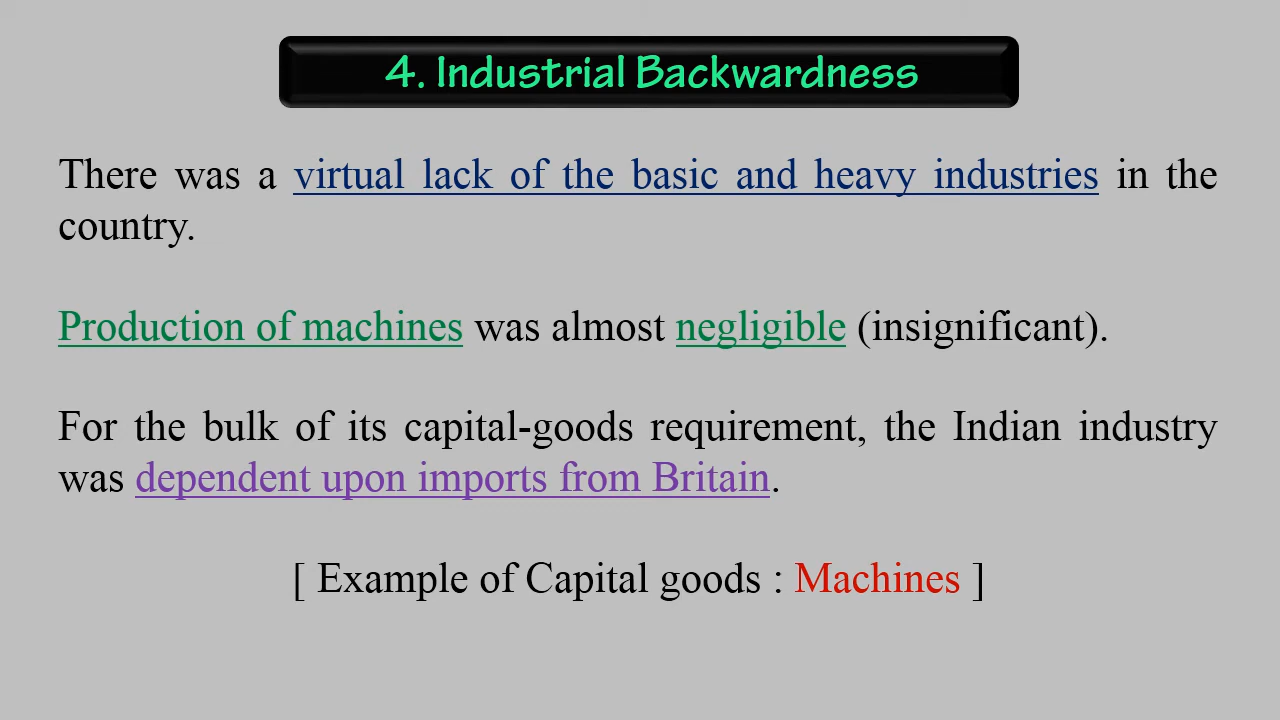 4. Industrial Backwardness
There was a virtual lack of the basic and heavy industries in the
country.
Production of machines was almost negligible (insignificant).
For the bulk of its capital-goods requirement, the Indian industry
was dependent upon imports from Britain.
[ Example of Capital goods : Machines ]